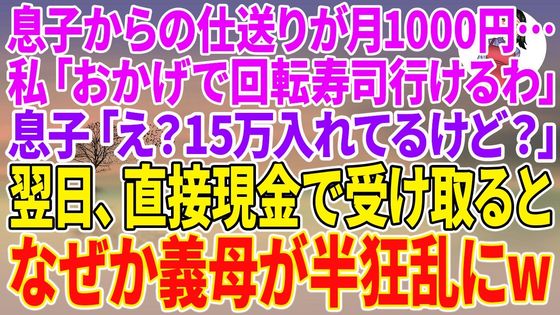 息子からの仕送りが月1000円…
私「おかげで回転寿司行けるわ」
息子「え？15万入れてるけど？」
翌日、直接現金で受け取ると
なぜか義母が半狂乱にw